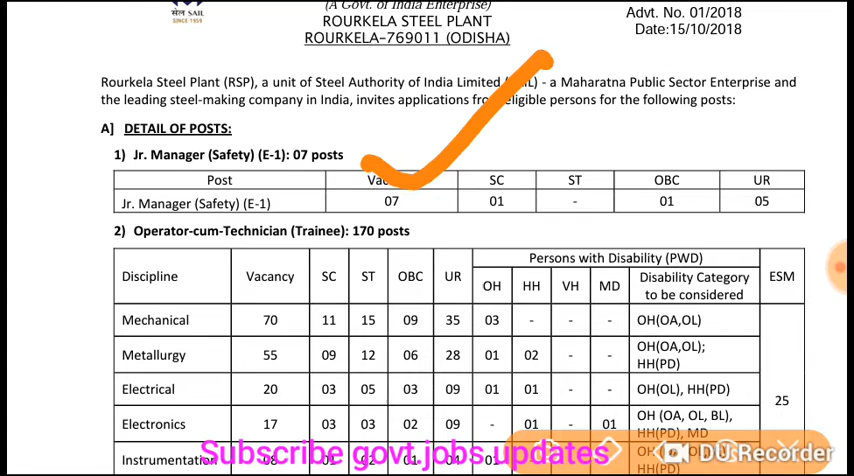 सेल SAIL
SINCE 1959
(A Govt. of India Enterprise)
ROURKELA STEEL PLANT
ROURKELA-769011 (ODISHA)
Advt. No. 01/2018
Date:15/10/2018
Rourkela Steel Plant (RSP), a unit of Steel Authority of India Limited - a Maharatna Public Sector Enterprise and
the leading steel-making company in India, invites applications eligible persons for the following posts:
A] DETAIL OF POSTS:
1) Jr. Manager (Safety) (E-1): 07 posts
Post SC ST OBC UR
Jr. Manager (Safety) (E-1) 07 01 - 01 05
2) Operator-cum-Technician (Trainee): 170 posts
Persons with Disability (PWD)
Discipline Vacancy SC ST OBC UR OH HH VH MD Disability Category to be considered ESM
Mechanical 70 11 15 09 35 03 - - - OH(OA,OL)
Metallurgy 55 09 12 06 28 01 02 - - OH(OA,OL);
HH(PD)
Electrical 20 03 05 03 09 01 01 - - OH(OL), HH(PD)
25
Electronics 17 03 03 02 09 - 01 - 01 OH (OA, OL, BL),
HH(PD), MD
Instrumentation
Subscribe govt jobs updates
DU Recorder
HH(PD)